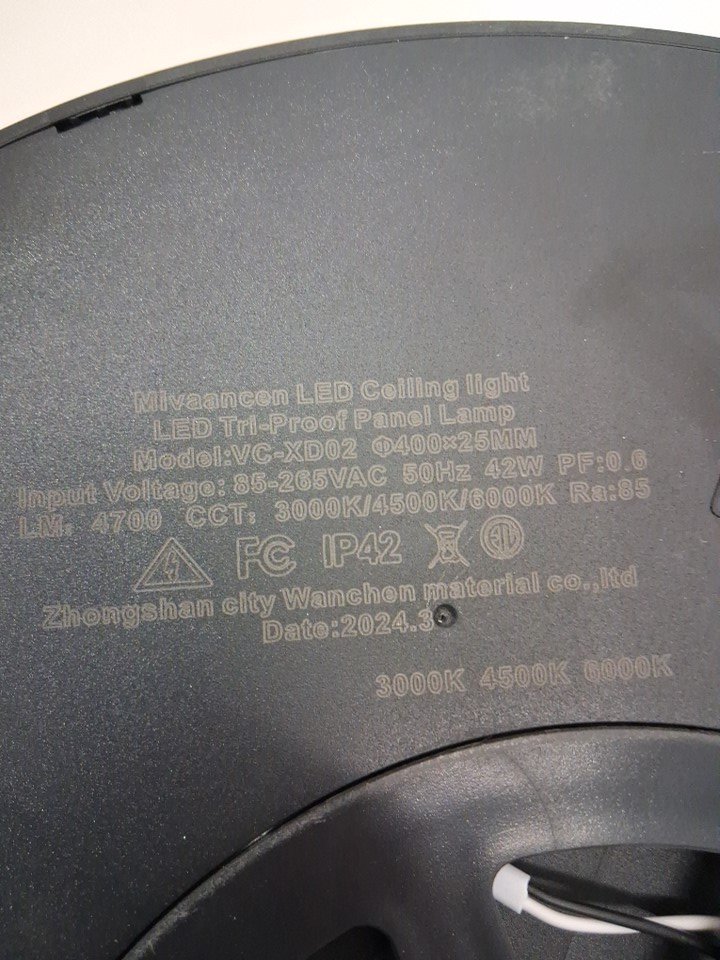 Mivaancen LED Ceiling light
LED Tri-Proof Panel Lamp
Model:VC-XD02 Φ400×25MM
Input Voltage: 85-265VAC 50Hz 42W PF:0.6
LM: 4700 CCT: 3000K/4500K/6000K Ra:85
FC IP42 ETL
Zhongshan city Wanchen material co.,ltd
Date:2024.3
3000K 4500K 6000K